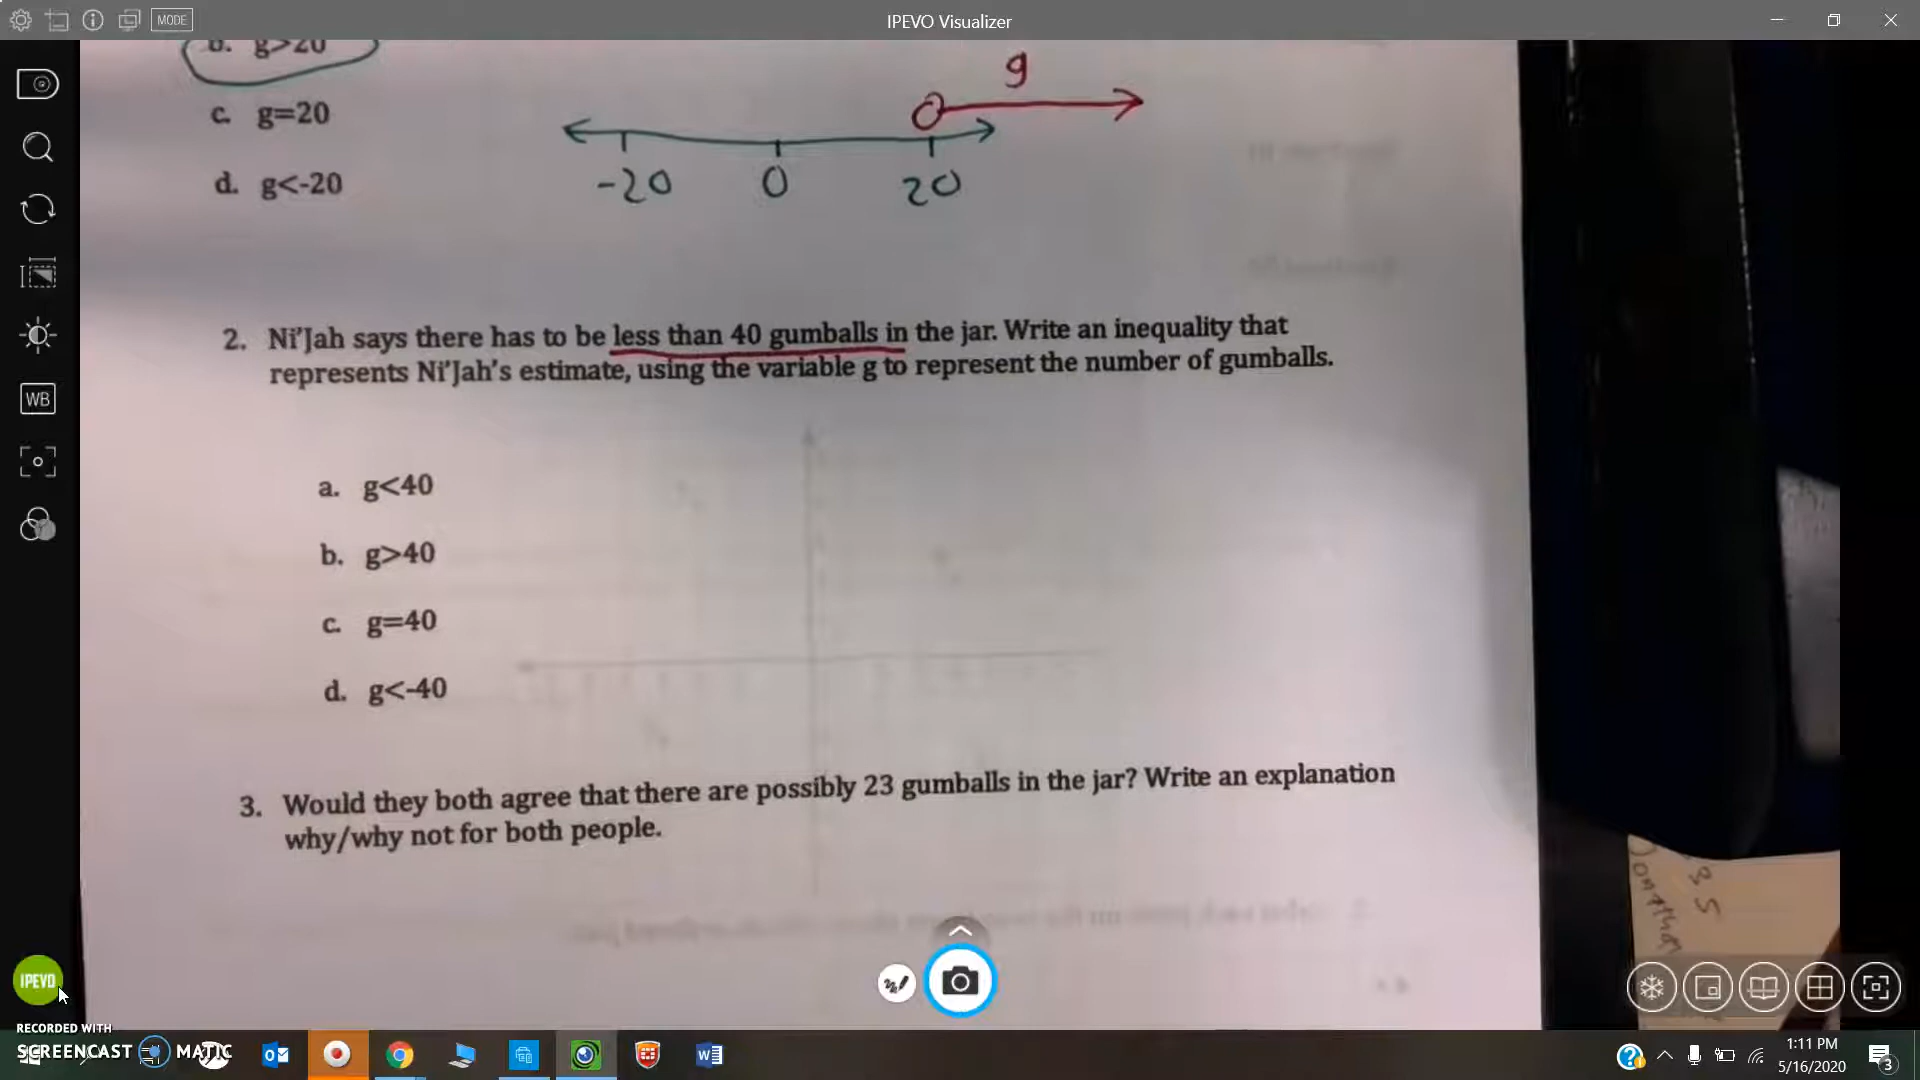 MODE
IPEVO Visualizer
b. g>20
g
c. g=20
d. g<-20
-20 0 20
2. Ni'Jah says there has to be less than 40 gumballs in the jar. Write an inequality that
represents Ni'Jah's estimate, using the variable g to represent the number of gumballs.
a. g<40
b. g>40
c. g=40
d. g<-40
3. Would they both agree that there are possibly 23 gumballs in the jar? Write an explanation
why/why not for both people.
WB
IPEVO
RECORDED WITH
SCREENCAST MATIC
1:11 PM
5/16/2020
3